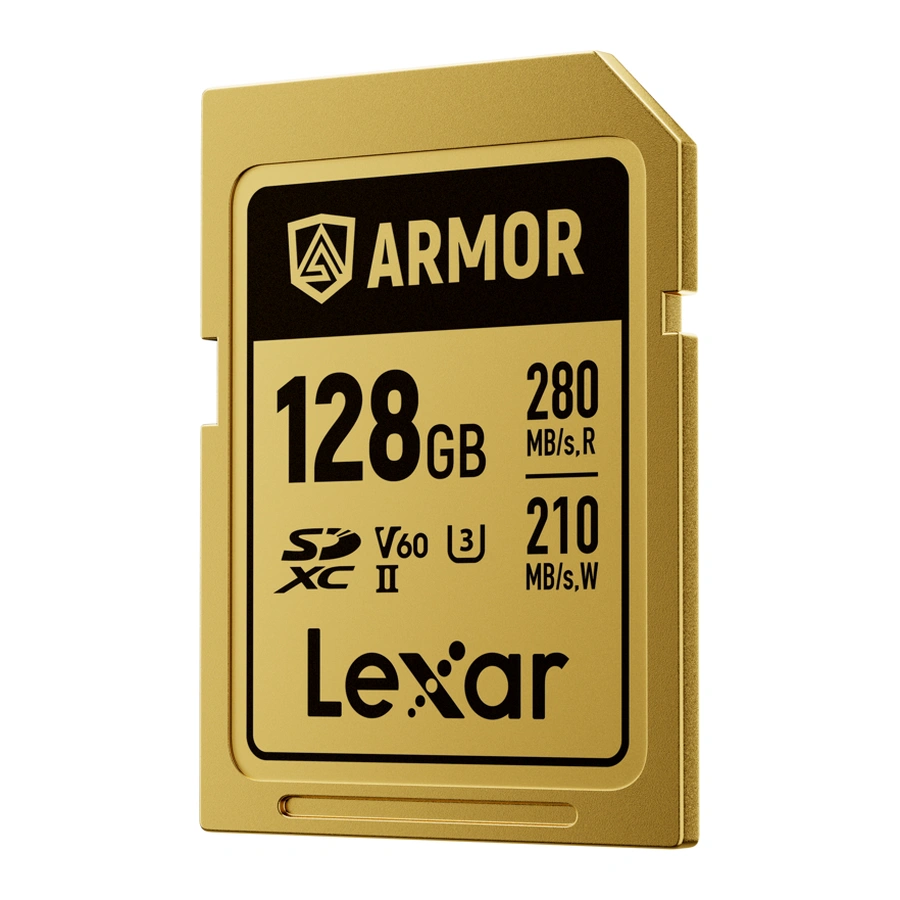 ARMOR
128GB
280
MB/s,R
210
MB/s,W
SD XC
V60
II
3
Lexar